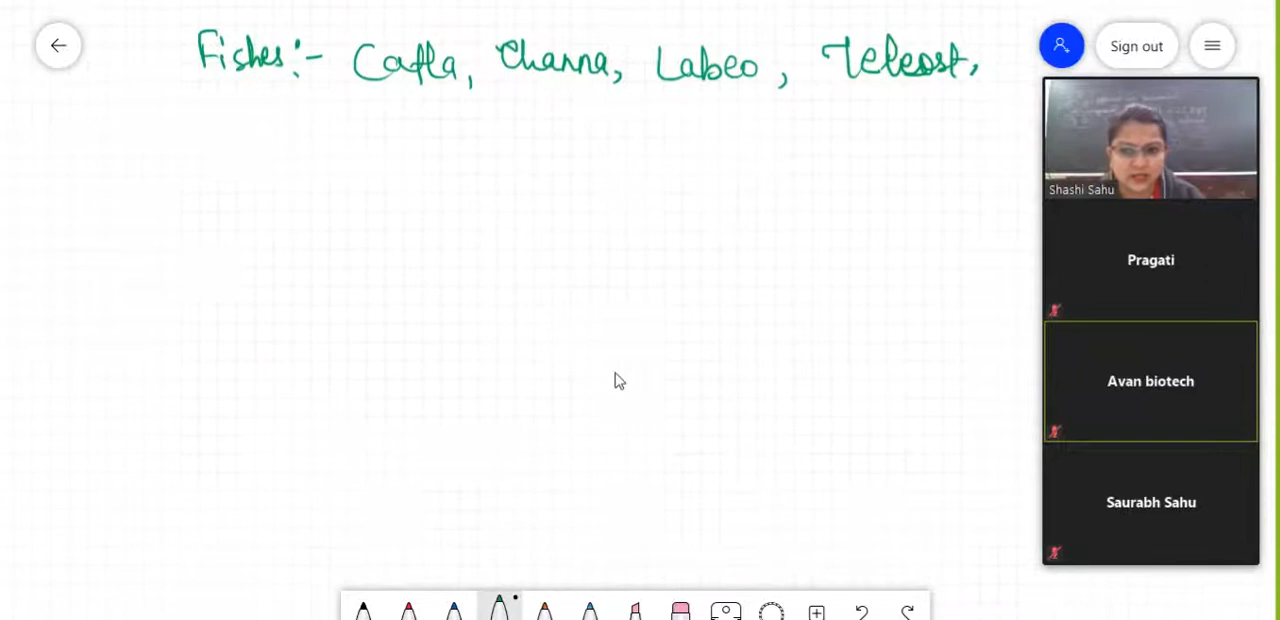 Fishes:- Catla, Channa, Labeo, Teleost,
Sign out
Shashi Sahu
Pragati
Avan biotech
Saurabh Sahu